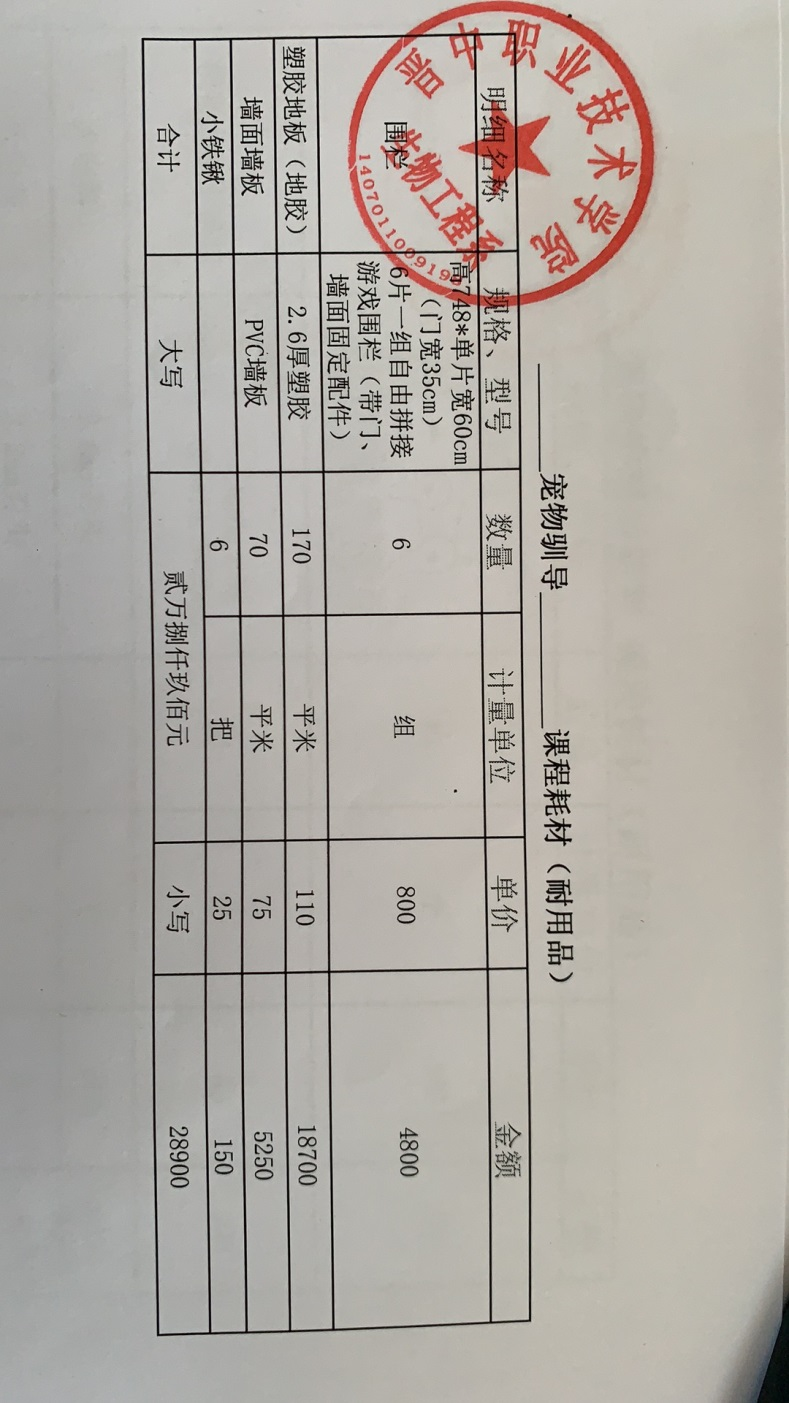 宠物驯导 课程耗材（耐用品）
明细名称 规格、型号 数量 计量单位 单价 金额
围栏 高748*单片宽60cm
（门宽35cm）
6片一组自由拼接
游戏围栏（带门、
墙面固定配件） 6 组 800 4800
塑胶地板（地胶） 2.6厚塑胶 170 平米 110 18700
墙面墙板 PVC墙板 70 平米 75 5250
小铁锹 6 把 25 150
合计 大写 贰万捌仟玖佰元 小写 28900
晋中职业技术学院
生物工程系